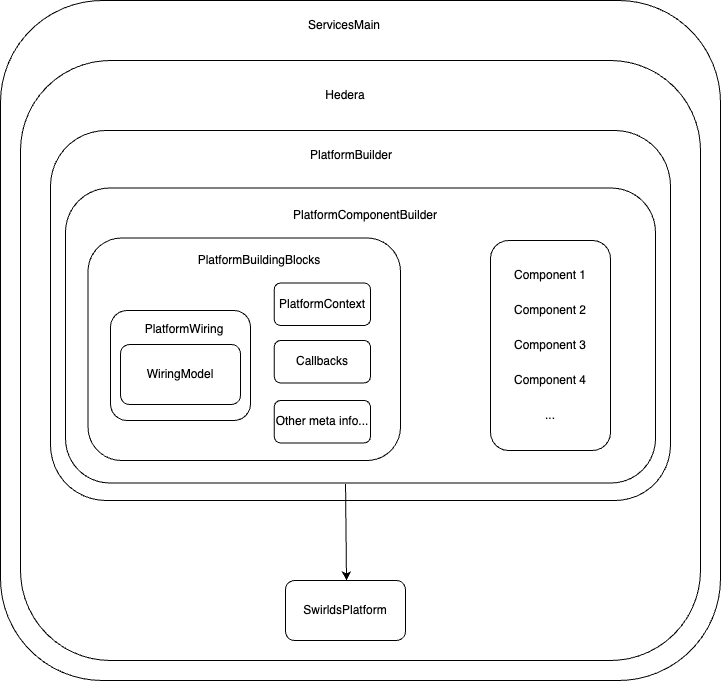 ServicesMain
Hedera
PlatformBuilder
PlatformComponentBuilder
PlatformBuildingBlocks
PlatformWiring
WiringModel
PlatformContext
Callbacks
Other meta info...
Component 1
Component 2
Component 3
Component 4
...
SwirldsPlatform